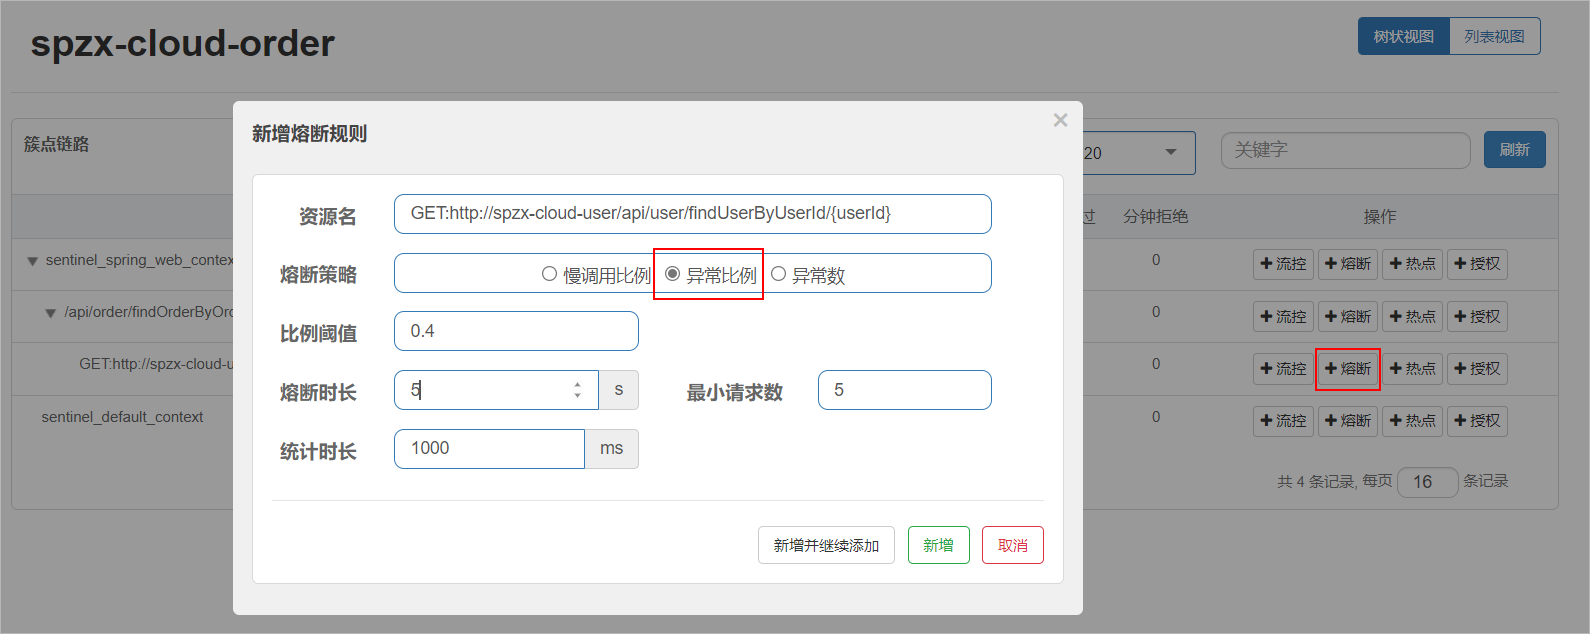 spzx-cloud-order
树状视图 列表视图
簇点链路
20
关键字
刷新
新增熔断规则
×
资源名 GET:http://spzx-cloud-user/api/user/findUserByUserId/{userId}
熔断策略 慢调用比例 异常比例 异常数
比例阈值 0.4
熔断时长 5 s 最小请求数 5
统计时长 1000 ms
新增并继续添加 新增 取消
过 分钟拒绝 操作
sentinel_spring_web_contex 0 流控 熔断 热点 授权
/api/order/findOrderByOrd 0 流控 熔断 热点 授权
GET:http://spzx-cloud-u 0 流控 熔断 热点 授权
sentinel_default_context 0 流控 熔断 热点 授权
共 4 条记录, 每页 16 条记录